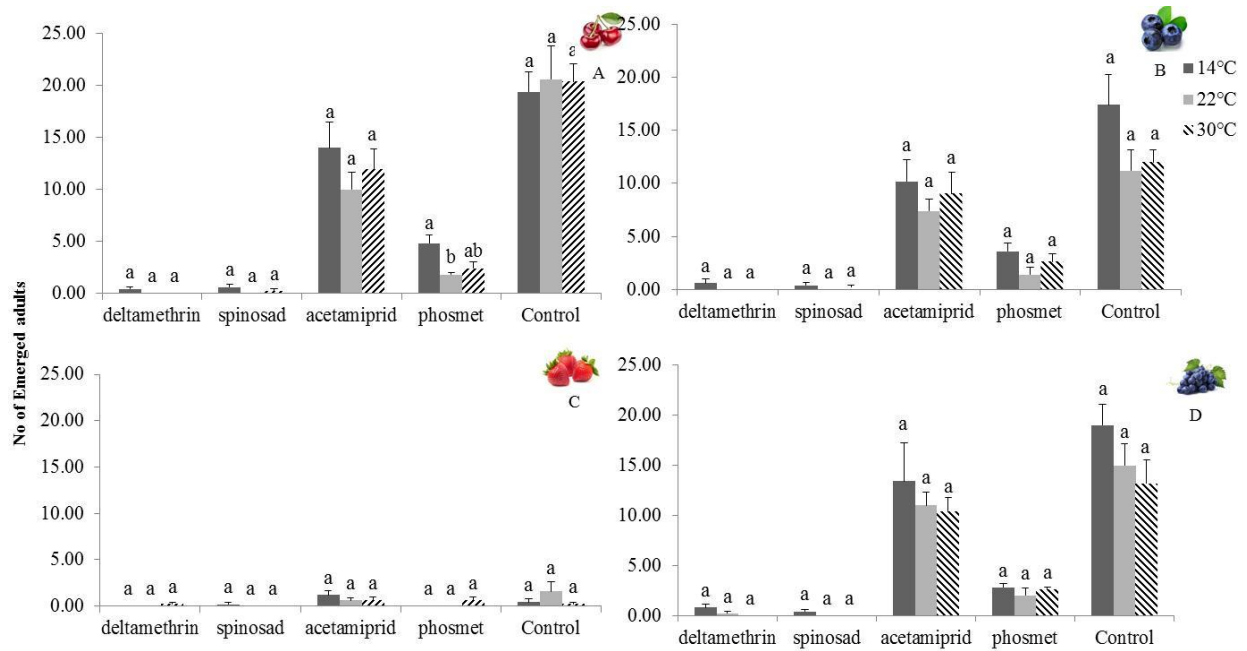 No of Emerged adults
25.00
20.00
15.00
10.00
5.00
0.00
a a a
a a a
a a a
a b ab
a a a
deltamethrin spinosad acetamiprid phosmet Control
A
25.00
20.00
15.00
10.00
5.00
0.00
a a a
a a a
a a a
a a a
a a a
deltamethrin spinosad acetamiprid phosmet Control
B
14°C
22°C
30°C
25.00
20.00
15.00
10.00
5.00
0.00
a a a
a a a
a a a
a a a
a a a
deltamethrin spinosad acetamiprid phosmet Control
C
25.00
20.00
15.00
10.00
5.00
0.00
a a a
a a a
a a a
a a a
a a a
deltamethrin spinosad acetamiprid phosmet Control
D